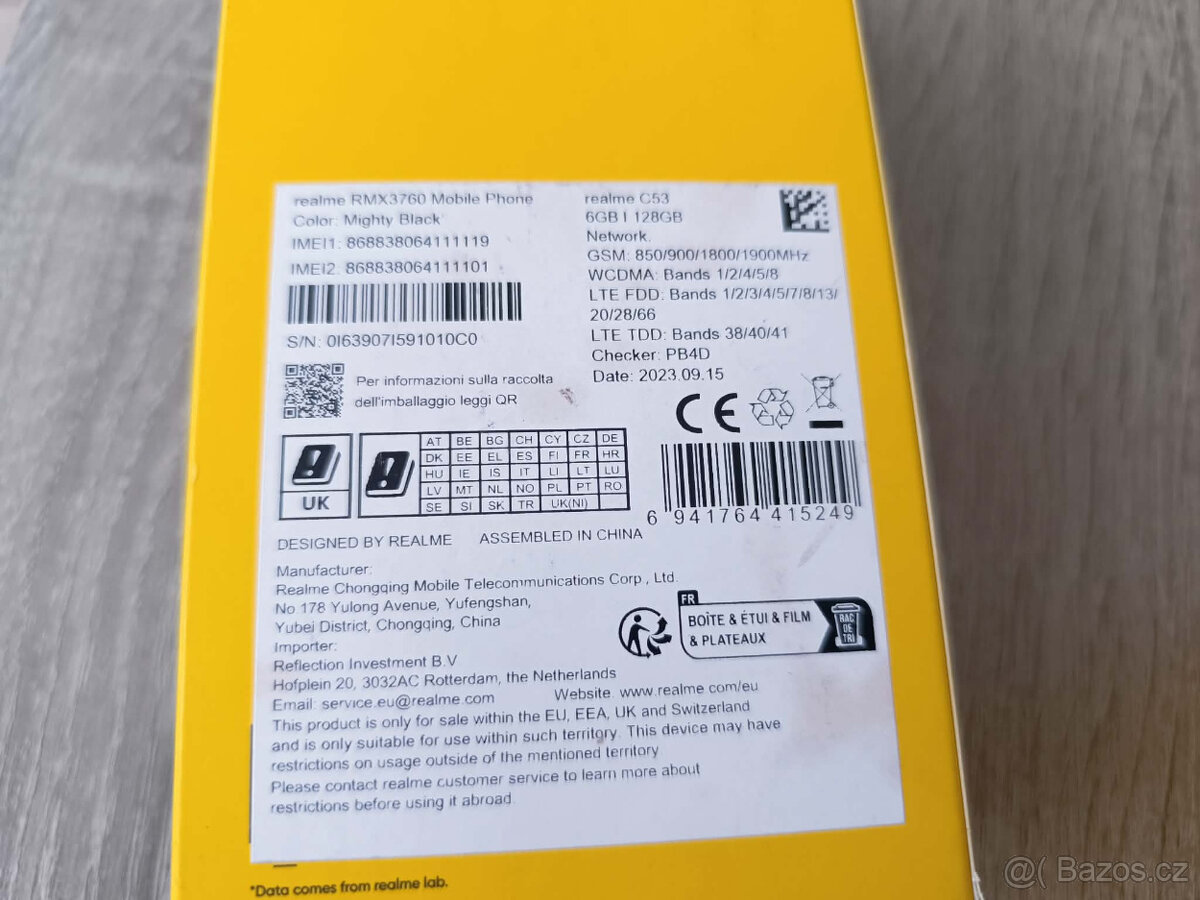 realme RMX3760 Mobile Phone
Color: Mighty Black
IMEI1: 868838064111119
IMEI2: 868838064111101
S/N: 0I63907I591010C0
realme C53
6GB I 128GB
Network.
GSM: 850/900/1800/1900MHz
WCDMA: Bands 1/2/4/5/8
LTE FDD: Bands 1/2/3/4/5/7/8/13/
20/28/66
LTE TDD: Bands 38/40/41
Checker: PB4D
Date: 2023.09.15
Per informazioni sulla raccolta
dell'imballaggio leggi QR
CE
UK
AT BE BG CH CY CZ DE
DK EE EL ES FI FR HR
HU IE IS IT LI LT LU
LV MT NL NO PL PT RO
SE SI SK TR UK(NI)
6 941764 415249
DESIGNED BY REALME ASSEMBLED IN CHINA
Manufacturer:
Realme Chongqing Mobile Telecommunications Corp., Ltd.
No 178 Yulong Avenue, Yufengshan,
Yubei District, Chongqing, China
Importer:
Reflection Investment B.V
Hofplein 20, 3032AC Rotterdam, the Netherlands
Email: service.eu@realme.com Website. www.realme.com/eu
FR
BOÎTE & ÉTUI & FILM
& PLATEAUX
BAC
DE
TRI
This product is only for sale within the EU, EEA, UK and Switzerland
and is only suitable for use within such territory. This device may have
restrictions on usage outside of the mentioned territory
Please contact realme customer service to learn more about
restrictions before using it abroad.
*Data comes from realme lab.
@( Bazos.cz